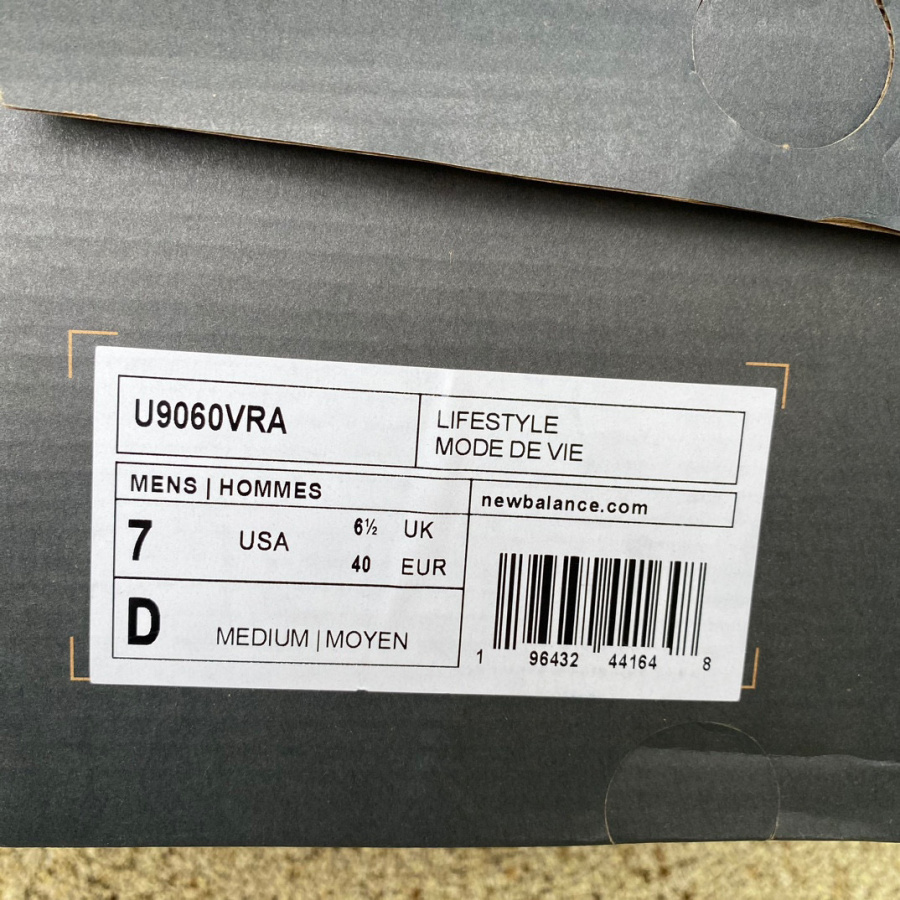 U9060VRA
LIFESTYLE
MODE DE VIE
MENS | HOMMES
newbalance.com
7 USA 6½ UK
40 EUR
D MEDIUM | MOYEN
1 96432 44164 8